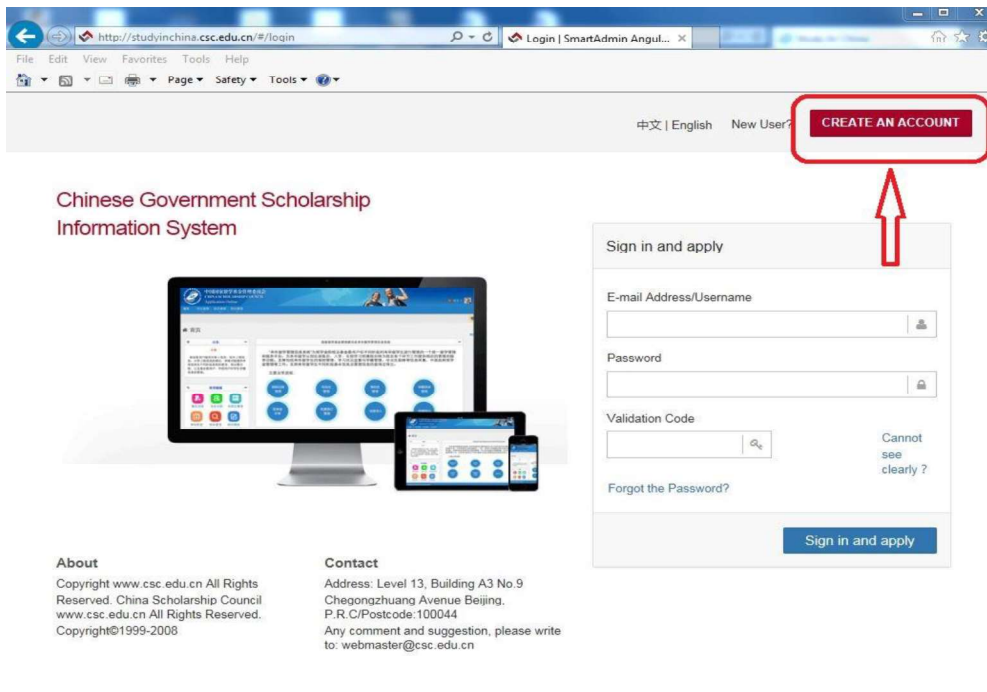 http://studyinchina.csc.edu.cn/#/login
Login | SmartAdmin Angul...
File Edit View Favorites Tools Help
Page Safety Tools
中文 | English New User? CREATE AN ACCOUNT
Chinese Government Scholarship
Information System
Sign in and apply
E-mail Address/Username
Password
Validation Code
Cannot
see
clearly ?
Forgot the Password?
Sign in and apply
About
Copyright www.csc.edu.cn All Rights
Reserved. China Scholarship Council
www.csc.edu.cn All Rights Reserved.
Copyright©1999-2008
Contact
Address: Level 13, Building A3 No.9
Chegongzhuang Avenue Beijing,
P.R.C/Postcode:100044
Any comment and suggestion, please write
to: webmaster@csc.edu.cn